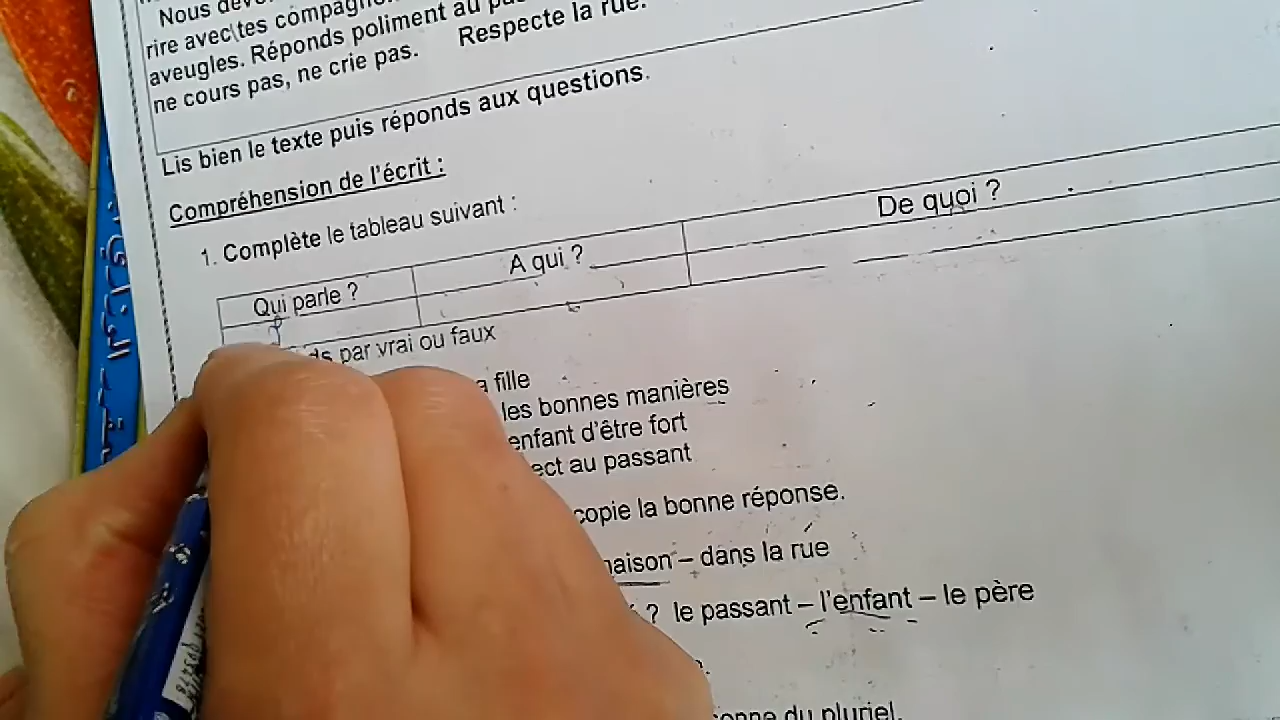 Nous
rire avec tes
aveugles. Réponds poliment au
ne cours pas, ne crie pas. Respecte la rue.
Lis bien le texte puis réponds aux questions.
Compréhension de l'écrit :
1. Complète le tableau suivant :
Qui parle ? A qui ? De quoi ?
par vrai ou faux
fille
les bonnes manières
enfant d'être fort
au passant
copie la bonne réponse.
– dans la rue
? le passant – l'enfant – le père
du pluriel.